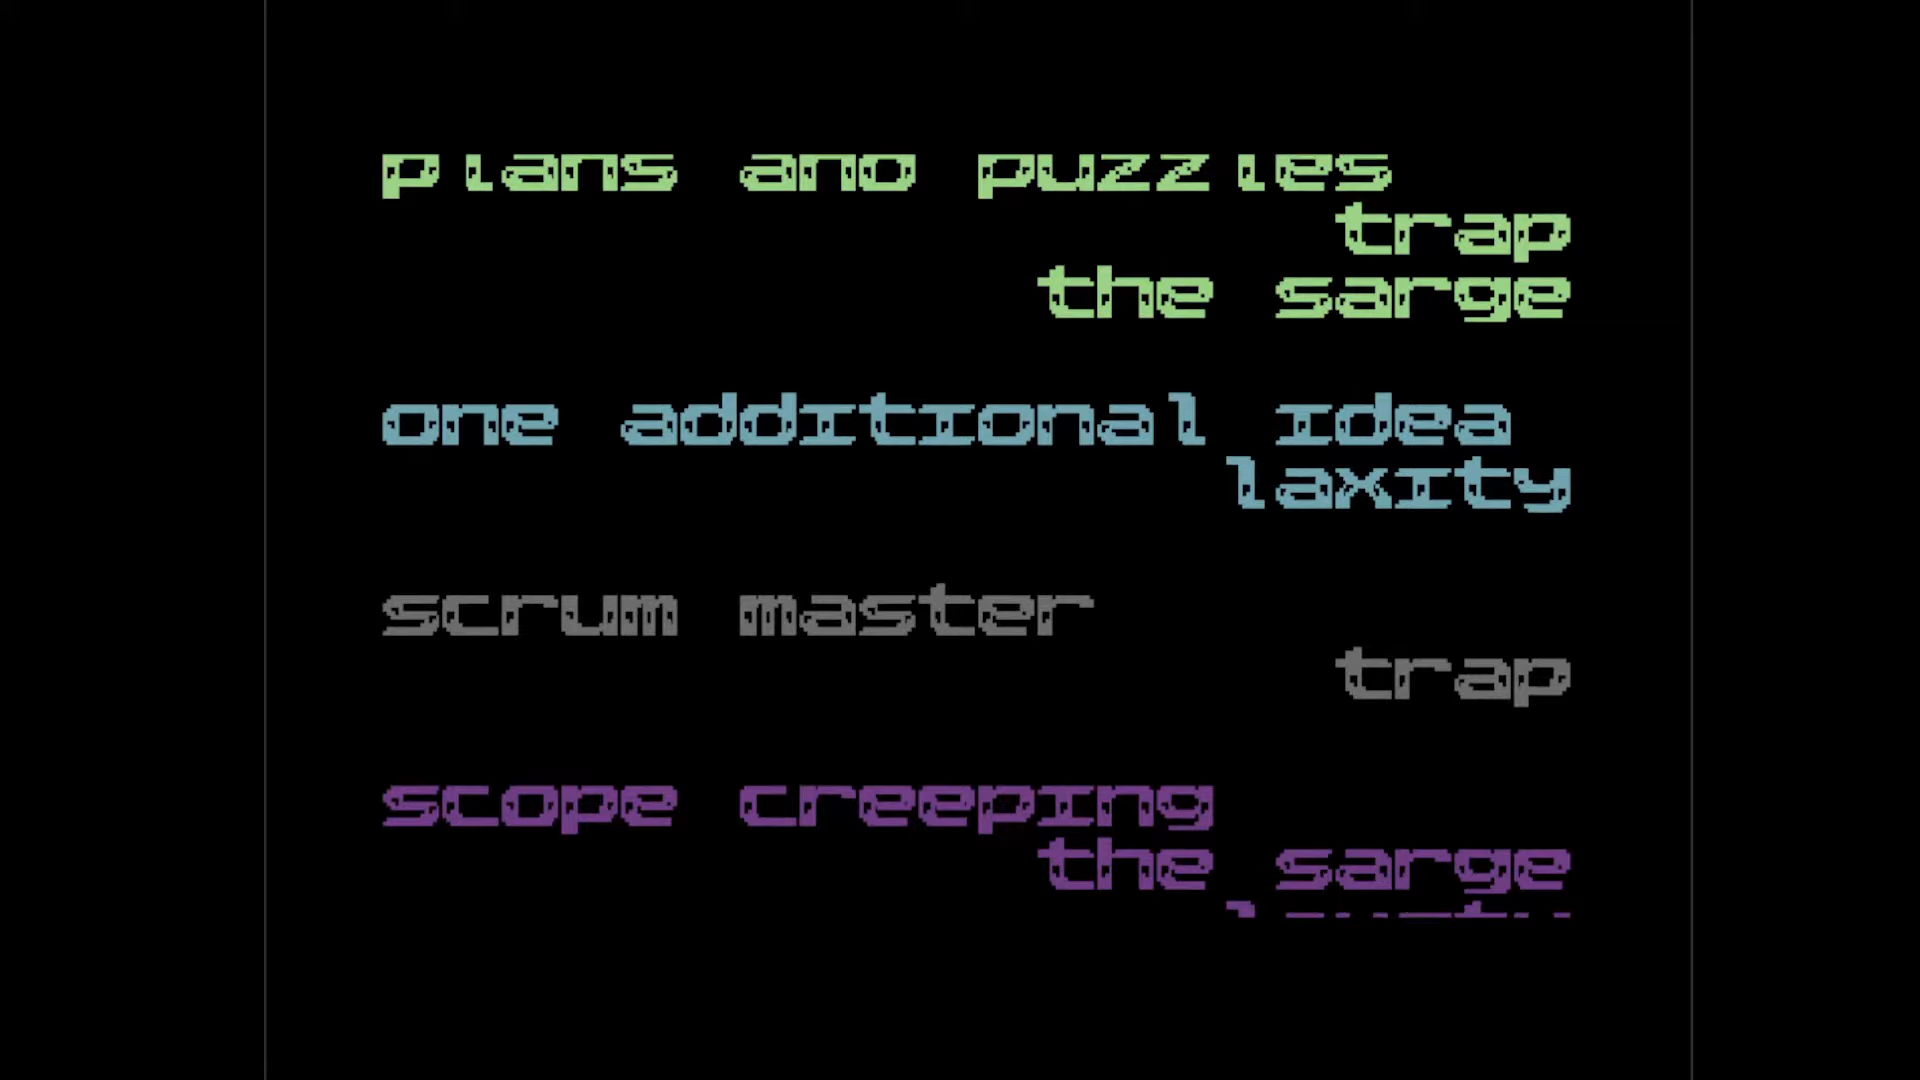 plans and puzzles
trap
the sarge
one additional idea
laxity
scrum master
trap
scope creeping
the sarge